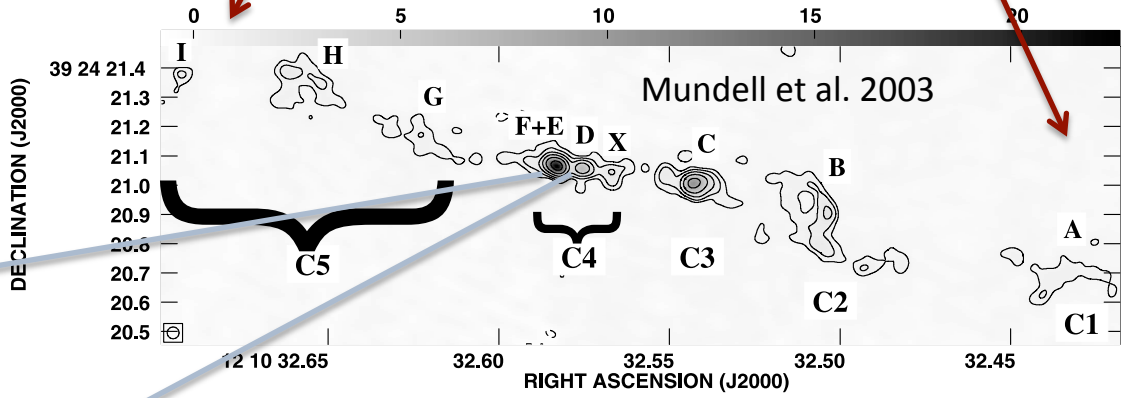 0 5 10 15 20
I
H
39 24 21.4
Mundell et al. 2003
21.3
G
21.2
F+E D X C
21.1
B
21.0
20.9
A
20.8
C5 C4 C3
20.7
C2
20.6
C1
20.5
DECLINATION (J2000)
12 10 32.65 32.60 32.55 32.50 32.45
RIGHT ASCENSION (J2000)